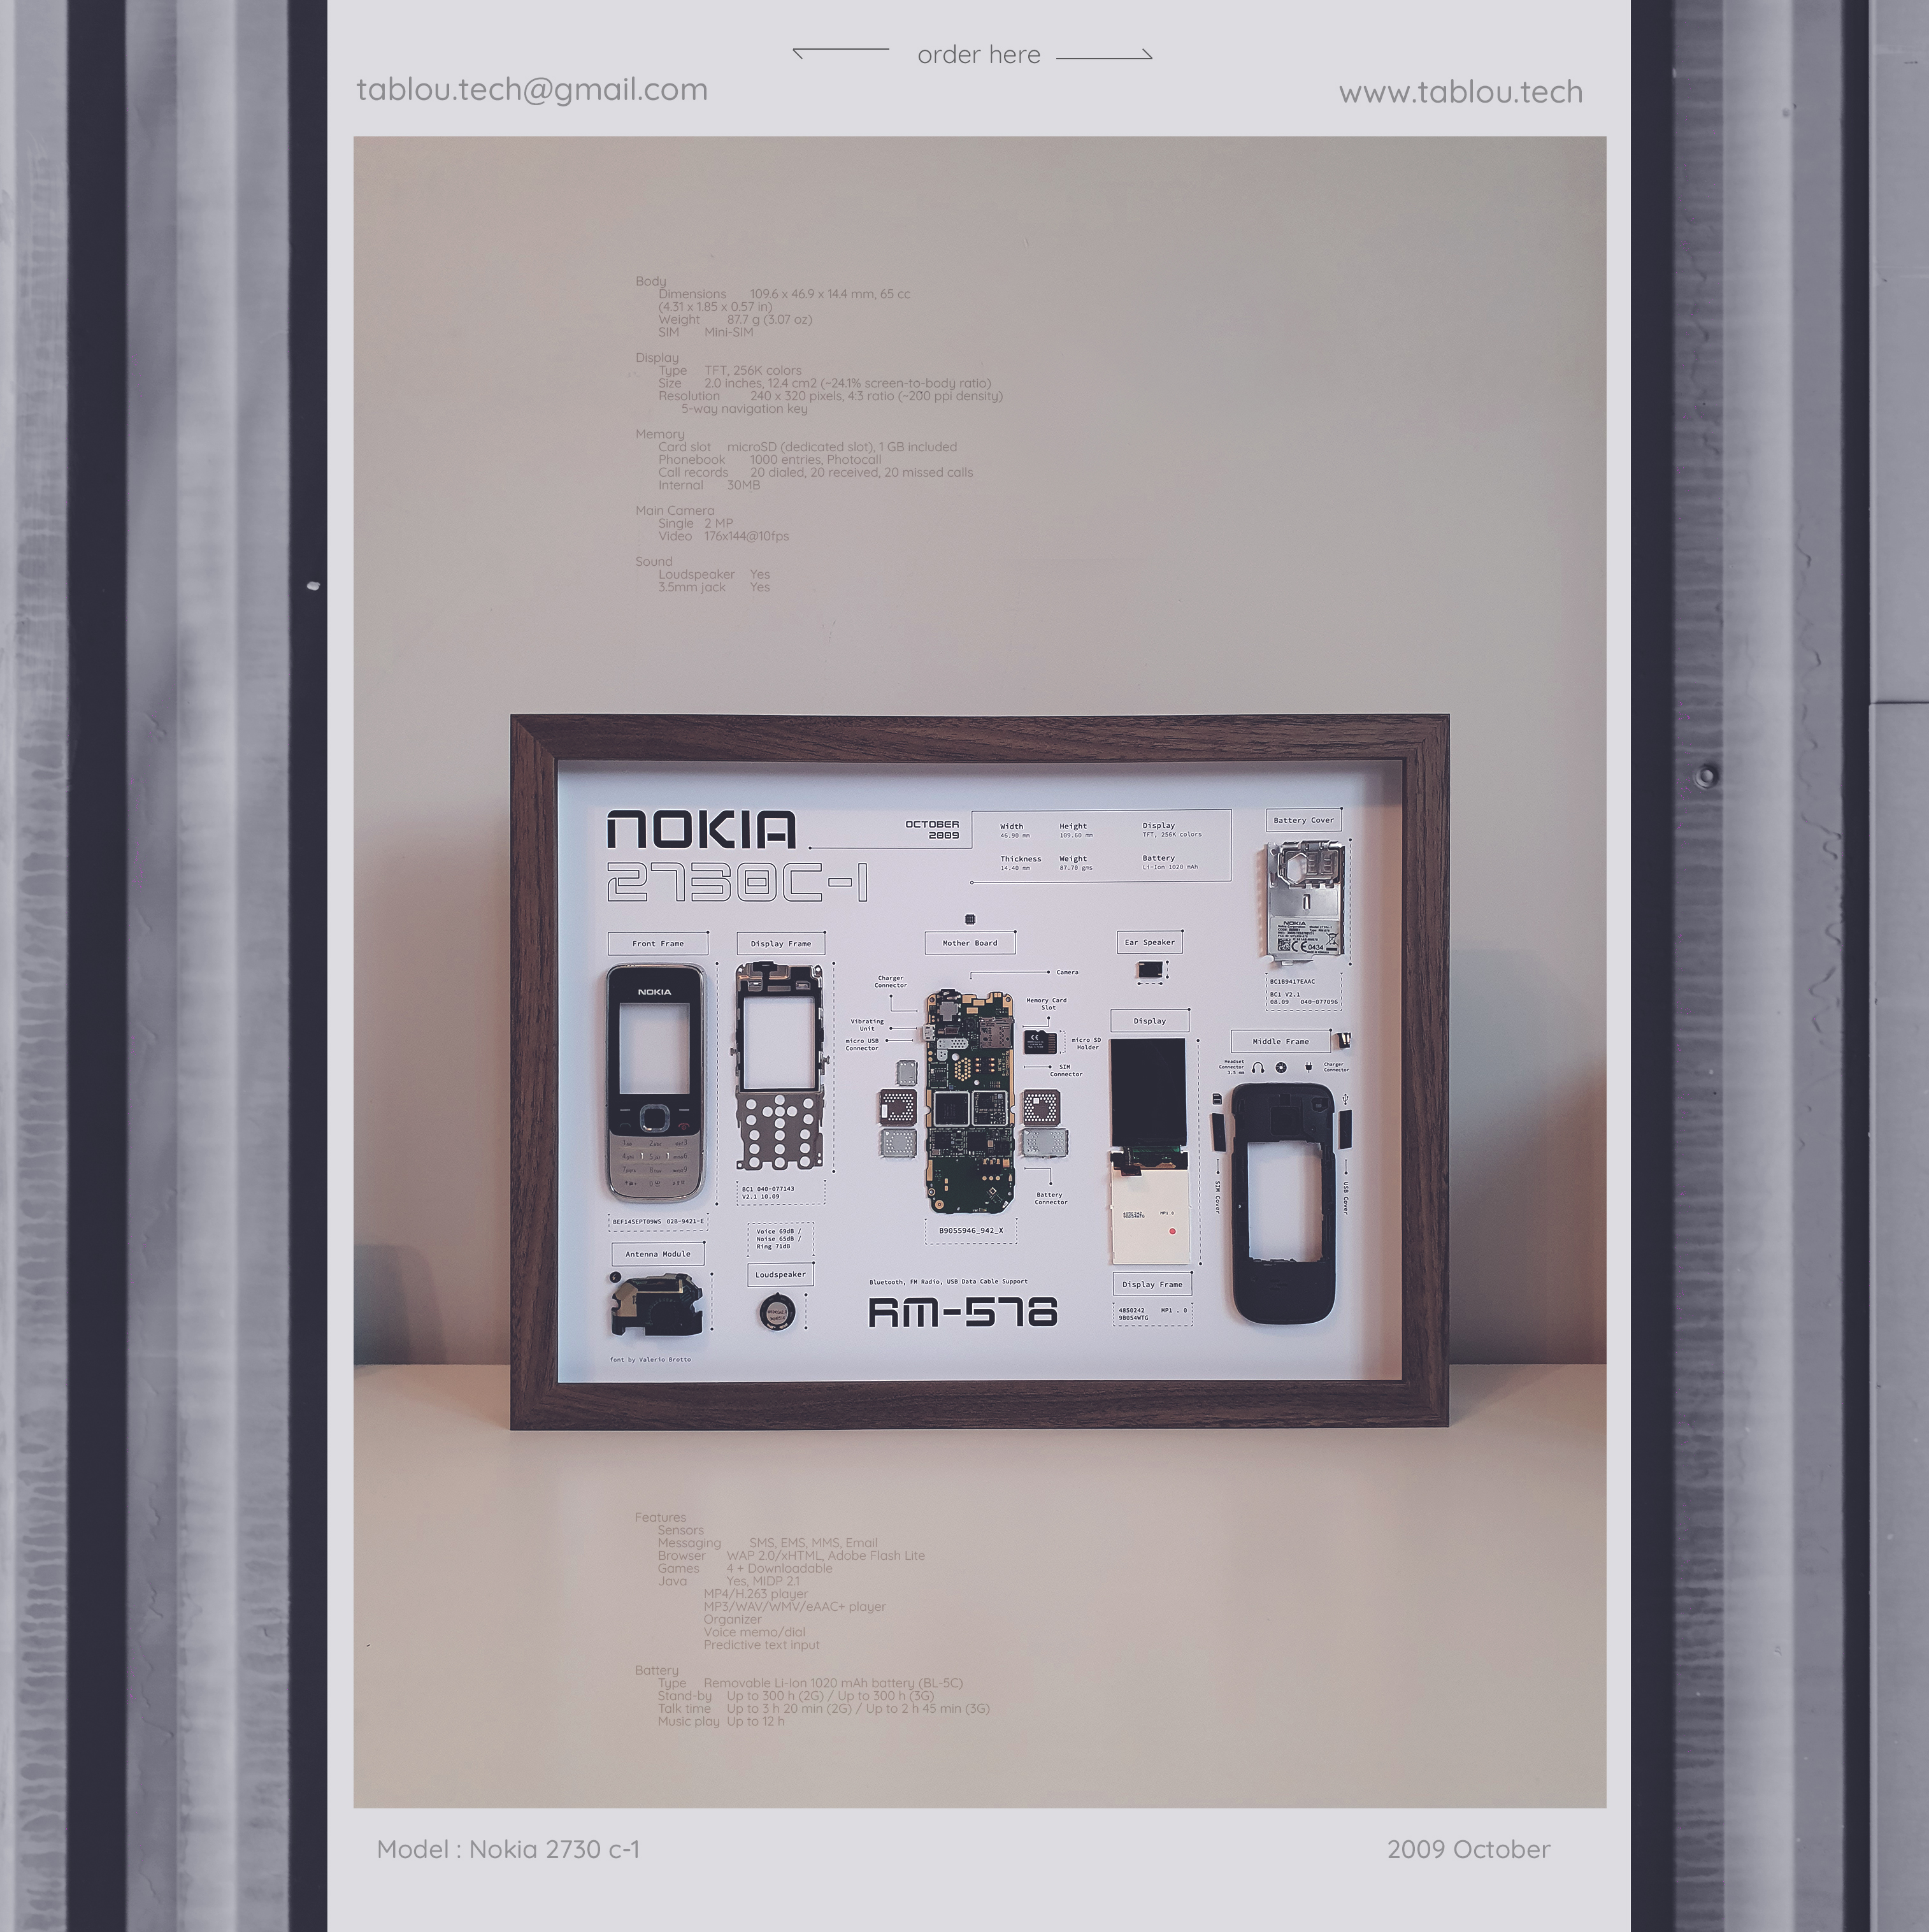 order here
tablou.tech@gmail.com
www.tablou.tech
Body
Dimensions 109.6 x 46.9 x 14.4 mm, 65 cc
(4.31 x 1.85 x 0.57 in)
Weight 87.7 g (3.07 oz)
SIM Mini-SIM
Display
Type TFT, 256K colors
Size 2.0 inches, 12.4 cm2 (~24.1% screen-to-body ratio)
Resolution 240 x 320 pixels, 4:3 ratio (~200 ppi density)
5-way navigation key
Memory
Card slot microSD (dedicated slot), 1 GB included
Phonebook 1000 entries, Photocall
Call records 20 dialed, 20 received, 20 missed calls
Internal 30MB
Main Camera
Single 2 MP
Video 176x144@10fps
Sound
Loudspeaker Yes
3.5mm jack Yes
NOKIA
2730C-1
OCTOBER
2009
Width
46.90 mm
Height
109.60 mm
Display
TFT, 256K colors
Thickness
14.40 mm
Weight
87.70 gms
Battery
Li-Ion 1020 mAh
Battery Cover
NOKIA
0434
BC1B9417EAAC
BC1 V2.1
08.09 040-077096
Front Frame
Display Frame
Mother Board
Ear Speaker
NOKIA
Charger
Connector
Camera
Memory Card
Slot
Vibrating
Unit
micro USB
Connector
micro SD
Holder
SIM
Connector
Display
Middle Frame
Headset
Connector
3.5 mm
Charger
Connector
SIM Cover
USB Cover
Battery
Connector
BC1 040-077143
V2.1 10.09
BEF14SEPT09WS 028-9421-E
B9055946_942_X
Voice 69dB /
Noise 65dB /
Ring 71dB
Antenna Module
Loudspeaker
Bluetooth, FM Radio, USB Data Cable Support
RM-578
MP1 0
Display Frame
4850242 MP1 . 0
9B054WTG
font by Valerio Brotto
Features
Sensors
Messaging SMS, EMS, MMS, Email
Browser WAP 2.0/xHTML, Adobe Flash Lite
Games 4 + Downloadable
Java Yes, MIDP 2.1
MP4/H.263 player
MP3/WAV/WMV/eAAC+ player
Organizer
Voice memo/dial
Predictive text input
Battery
Type Removable Li-Ion 1020 mAh battery (BL-5C)
Stand-by Up to 300 h (2G) / Up to 300 h (3G)
Talk time Up to 3 h 20 min (2G) / Up to 2 h 45 min (3G)
Music play Up to 12 h
Model : Nokia 2730 c-1
2009 October